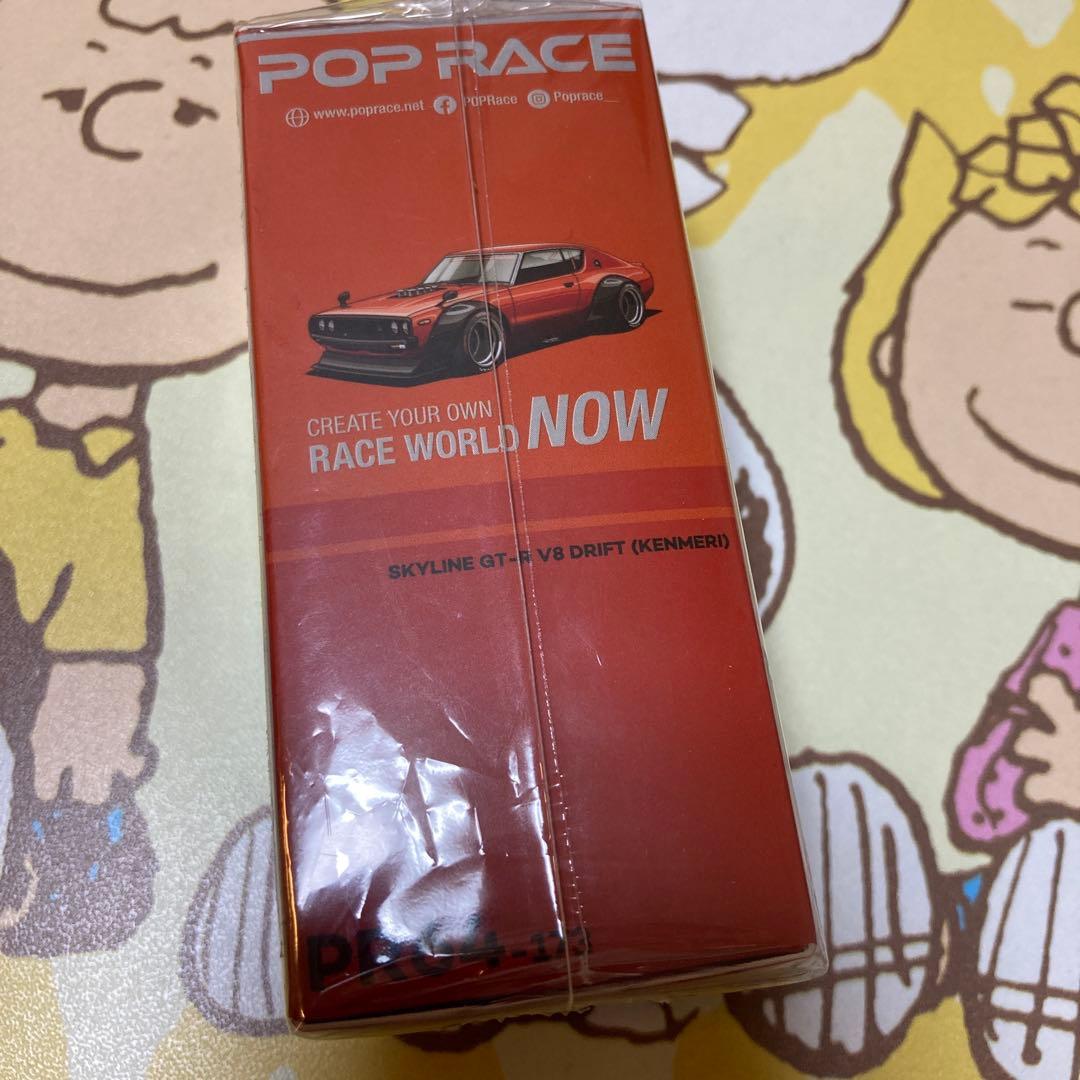 POP RACE
www.poprace.net POPRace Poprace__
CREATE YOUR OWN
RACE WORLD NOW
SKYLINE GT-R V8 DRIFT (KENMERI)